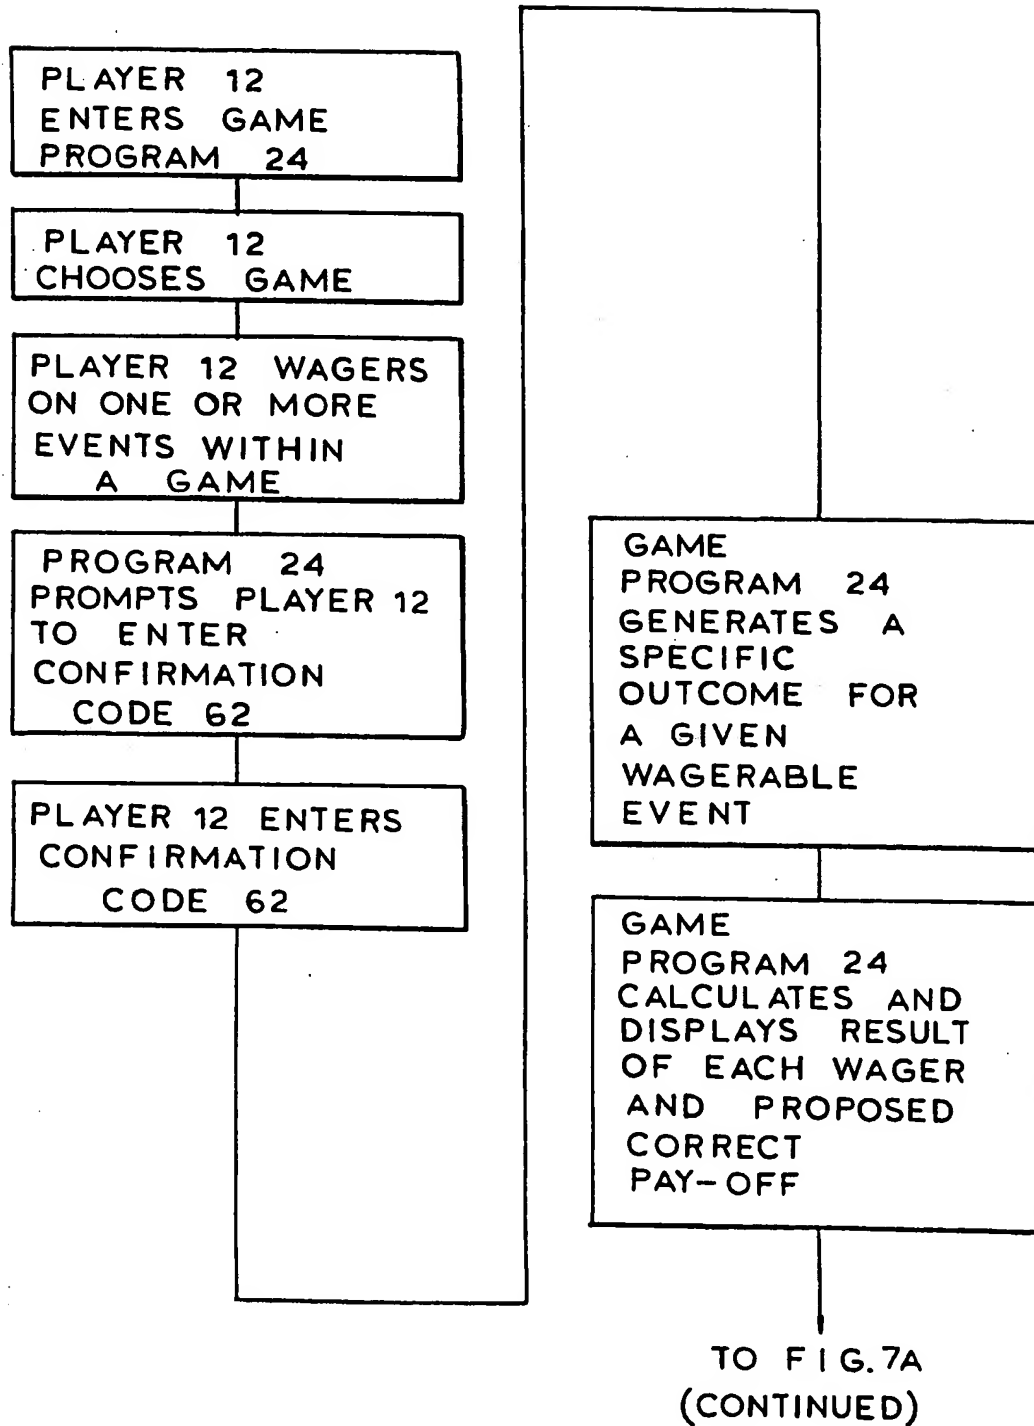 PLAYER 12
ENTERS GAME
PROGRAM 24
PLAYER 12
CHOOSES GAME
PLAYER 12 WAGERS
ON ONE OR MORE
EVENTS WITHIN
A GAME
PROGRAM 24
PROMPTS PLAYER 12
TO ENTER
CONFIRMATION
CODE 62
PLAYER 12 ENTERS
CONFIRMATION
CODE 62
GAME
PROGRAM 24
GENERATES A
SPECIFIC
OUTCOME FOR
A GIVEN
WAGERABLE
EVENT
GAME
PROGRAM 24
CALCULATES AND
DISPLAYS RESULT
OF EACH WAGER
AND PROPOSED
CORRECT
PAY-OFF
TO FIG.7A
(CONTINUED)